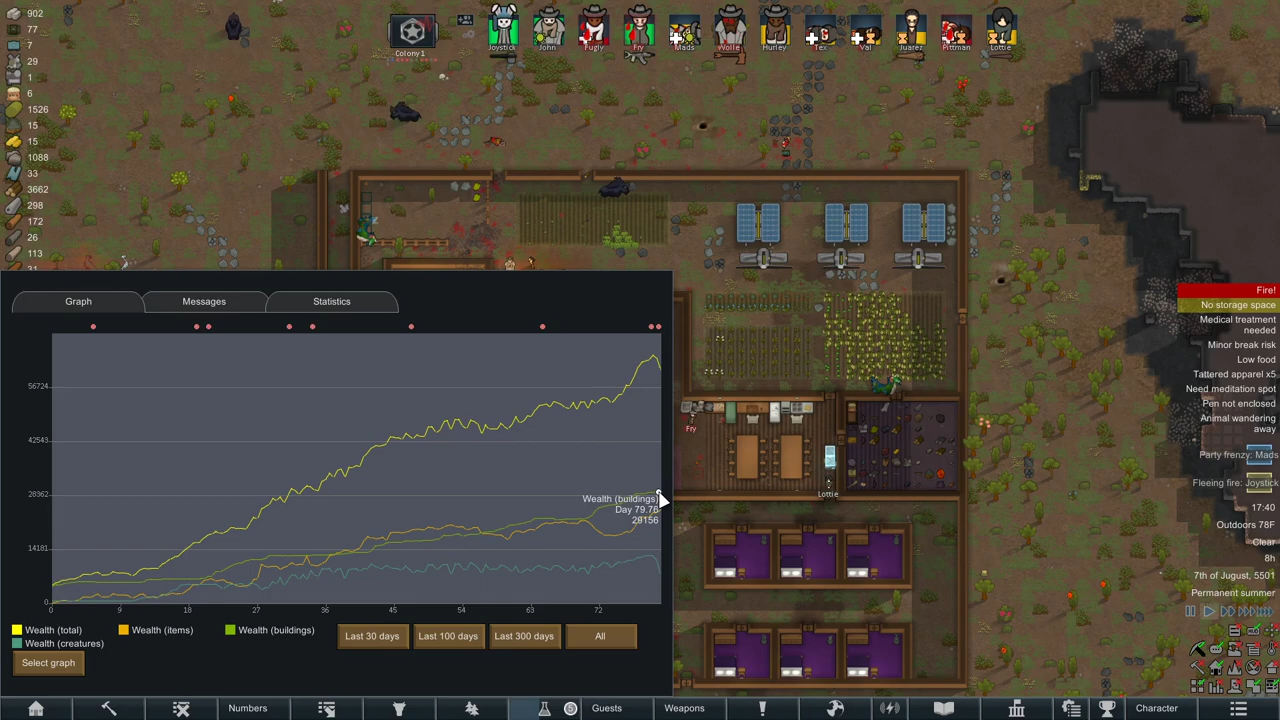 902
77
7
29
1
6
1526
15
15
1088
33
3662
298
172
26
113
31
Colony1
Joystick
John
Fugly
Fry
Mads
Wolfe
Hurley
Tex
Val
Juarez
Pittman
Lottie
Graph
Messages
Statistics
56724
42543
28362
14181
0
0
9
18
27
36
45
54
63
72
Wealth (buildings)
Day 79.76
29156
Wealth (total)
Wealth (items)
Wealth (buildings)
Wealth (creatures)
Last 30 days
Last 100 days
Last 300 days
All
Select graph
Fry
Lottie
Fire!
No storage space
Medical treatment
needed
Minor break risk
Low food
Tattered apparel x5
Need meditation spot
Pen not enclosed
Animal wandering
away
Party frenzy: Mads
Fleeing fire: Joystick
17:40
Outdoors 78F
Clear
8h
7th of Jugust, 5501
Permanent summer
Numbers
5
Guests
Weapons
Character